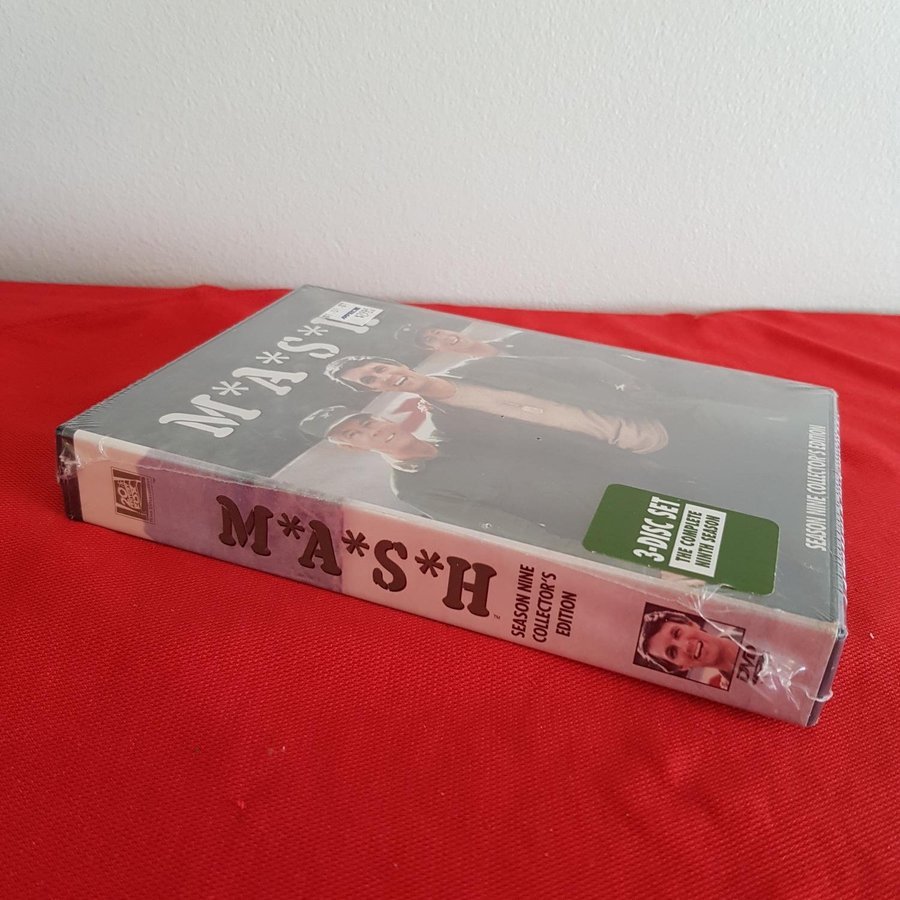 M*A*S*H
SEASON NINE COLLECTOR'S EDITION
3-DISC SET
THE COMPLETE
NINTH SEASON
M*A*S*H
SEASON NINE
COLLECTOR'S
EDITION
DVD